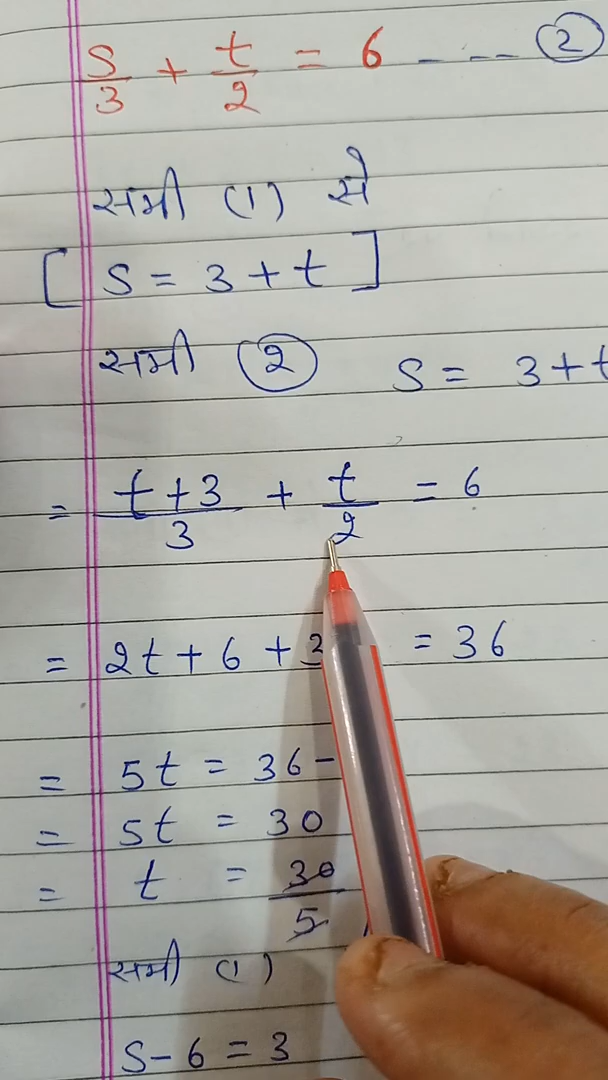 s/3 + t/2 = 6 - - -- ②
समी (1) से
[ s = 3 + t ]
समी ② s = 3 + t
= t + 3/3 + t/2 = 6
= 2t + 6 + 3 = 36
= 5t = 36 -
= 5t = 30
= t = 30/5
समी (1)
s - 6 = 3